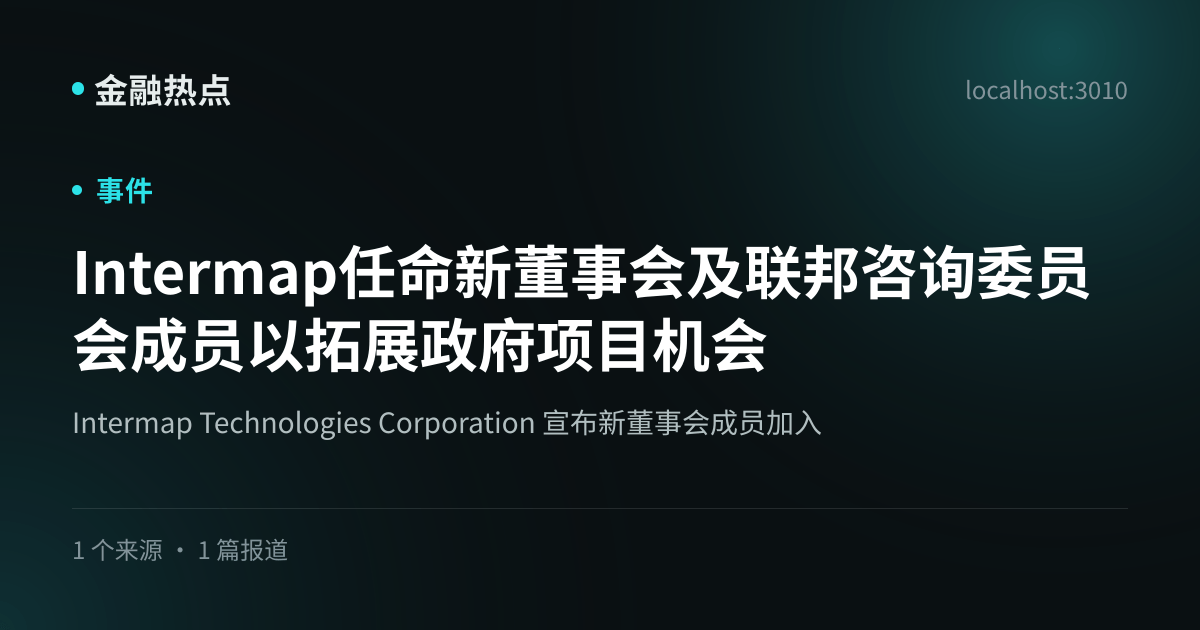 金融热点
localhost:3010
事件
Intermap任命新董事会及联邦咨询委员
会成员以拓展政府项目机会
Intermap Technologies Corporation 宣布新董事会成员加入
1 个来源 · 1 篇报道